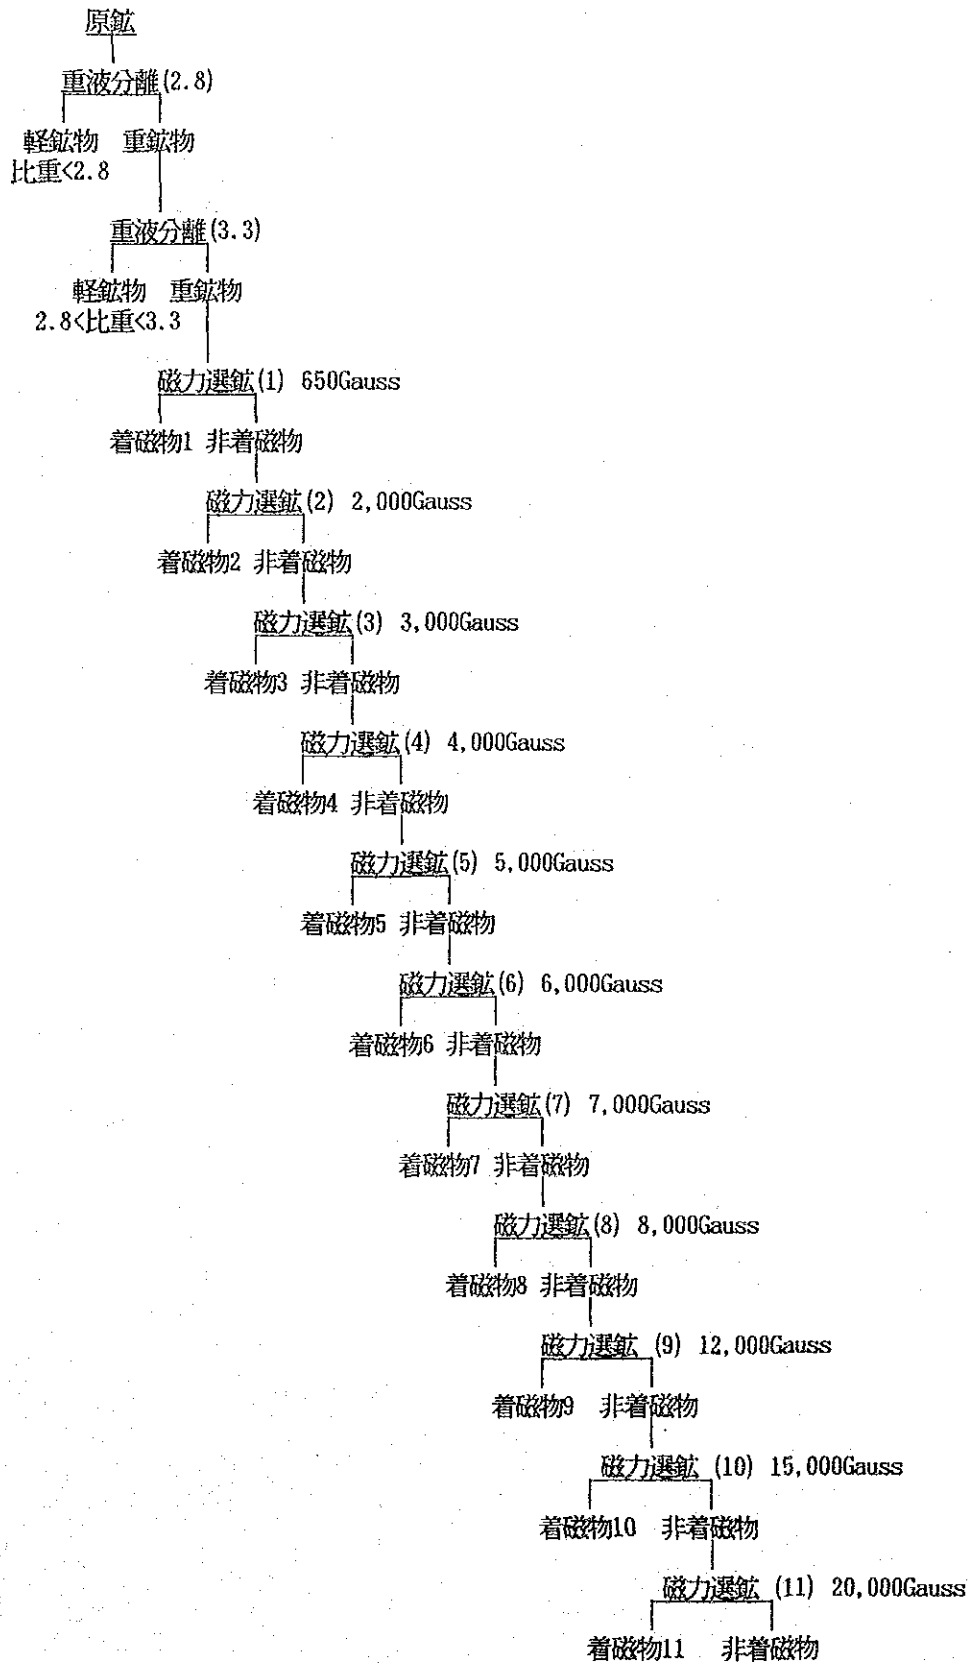 原鉱
重液分離(2.8)
軽鉱物 重鉱物
比重<2.8
重液分離(3.3)
軽鉱物 重鉱物
2.8<比重<3.3
磁力選鉱(1) 650Gauss
着磁物1 非着磁物
磁力選鉱(2) 2,000Gauss
着磁物2 非着磁物
磁力選鉱(3) 3,000Gauss
着磁物3 非着磁物
磁力選鉱(4) 4,000Gauss
着磁物4 非着磁物
磁力選鉱(5) 5,000Gauss
着磁物5 非着磁物
磁力選鉱(6) 6,000Gauss
着磁物6 非着磁物
磁力選鉱(7) 7,000Gauss
着磁物7 非着磁物
磁力選鉱(8) 8,000Gauss
着磁物8 非着磁物
磁力選鉱 (9) 12,000Gauss
着磁物9 非着磁物
磁力選鉱 (10) 15,000Gauss
着磁物10 非着磁物
磁力選鉱 (11) 20,000Gauss
着磁物11 非着磁物